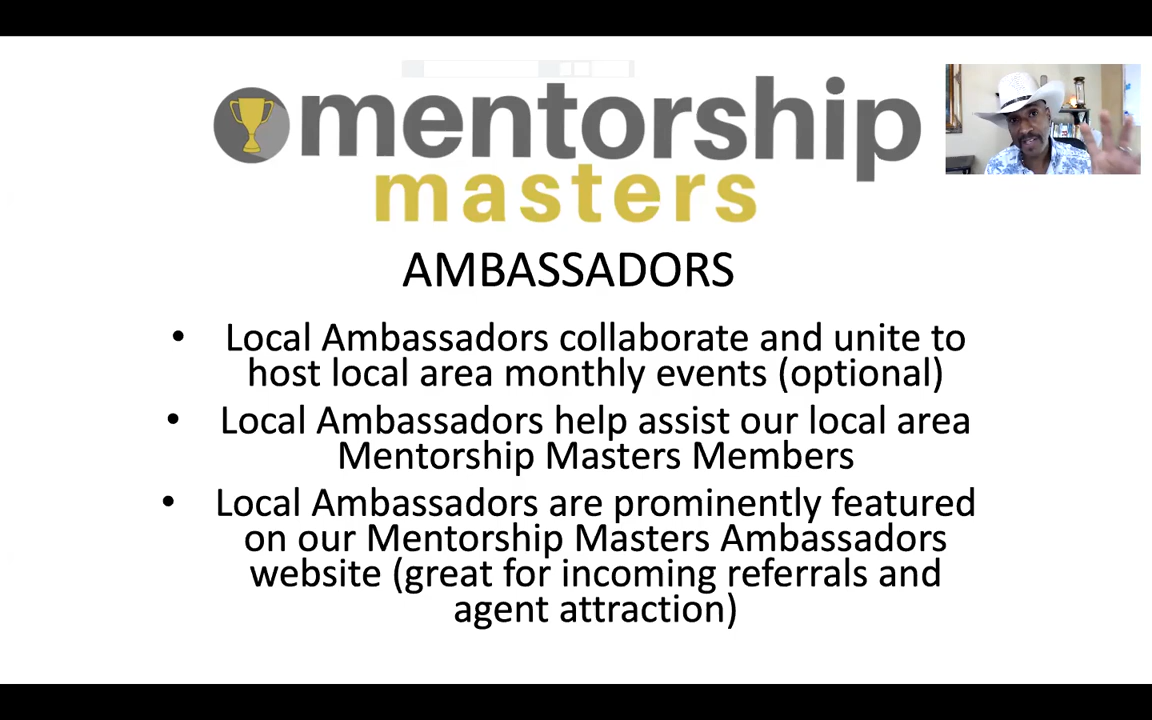 mentorship
masters
AMBASSADORS
• Local Ambassadors collaborate and unite to
host local area monthly events (optional)
• Local Ambassadors help assist our local area
Mentorship Masters Members
• Local Ambassadors are prominently featured
on our Mentorship Masters Ambassadors
website (great for incoming referrals and
agent attraction)